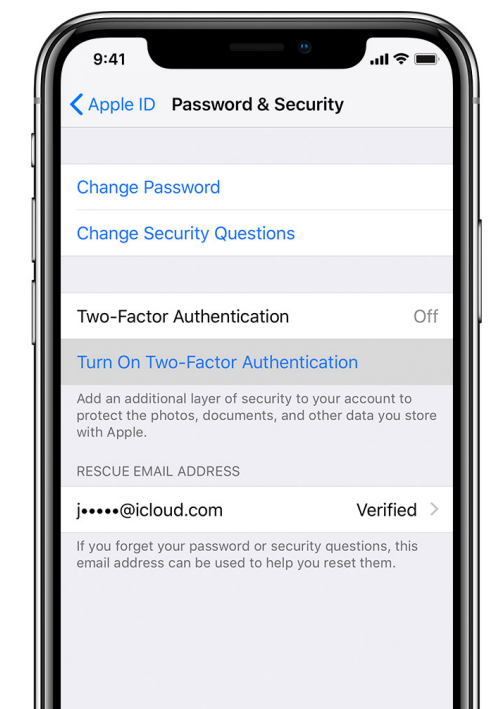 9:41
Apple ID Password & Security
Change Password
Change Security Questions
Two-Factor Authentication Off
Turn On Two-Factor Authentication
Add an additional layer of security to your account to
protect the photos, documents, and other data you store
with Apple.
RESCUE EMAIL ADDRESS
j•••••@icloud.com Verified
If you forget your password or security questions, this
email address can be used to help you reset them.